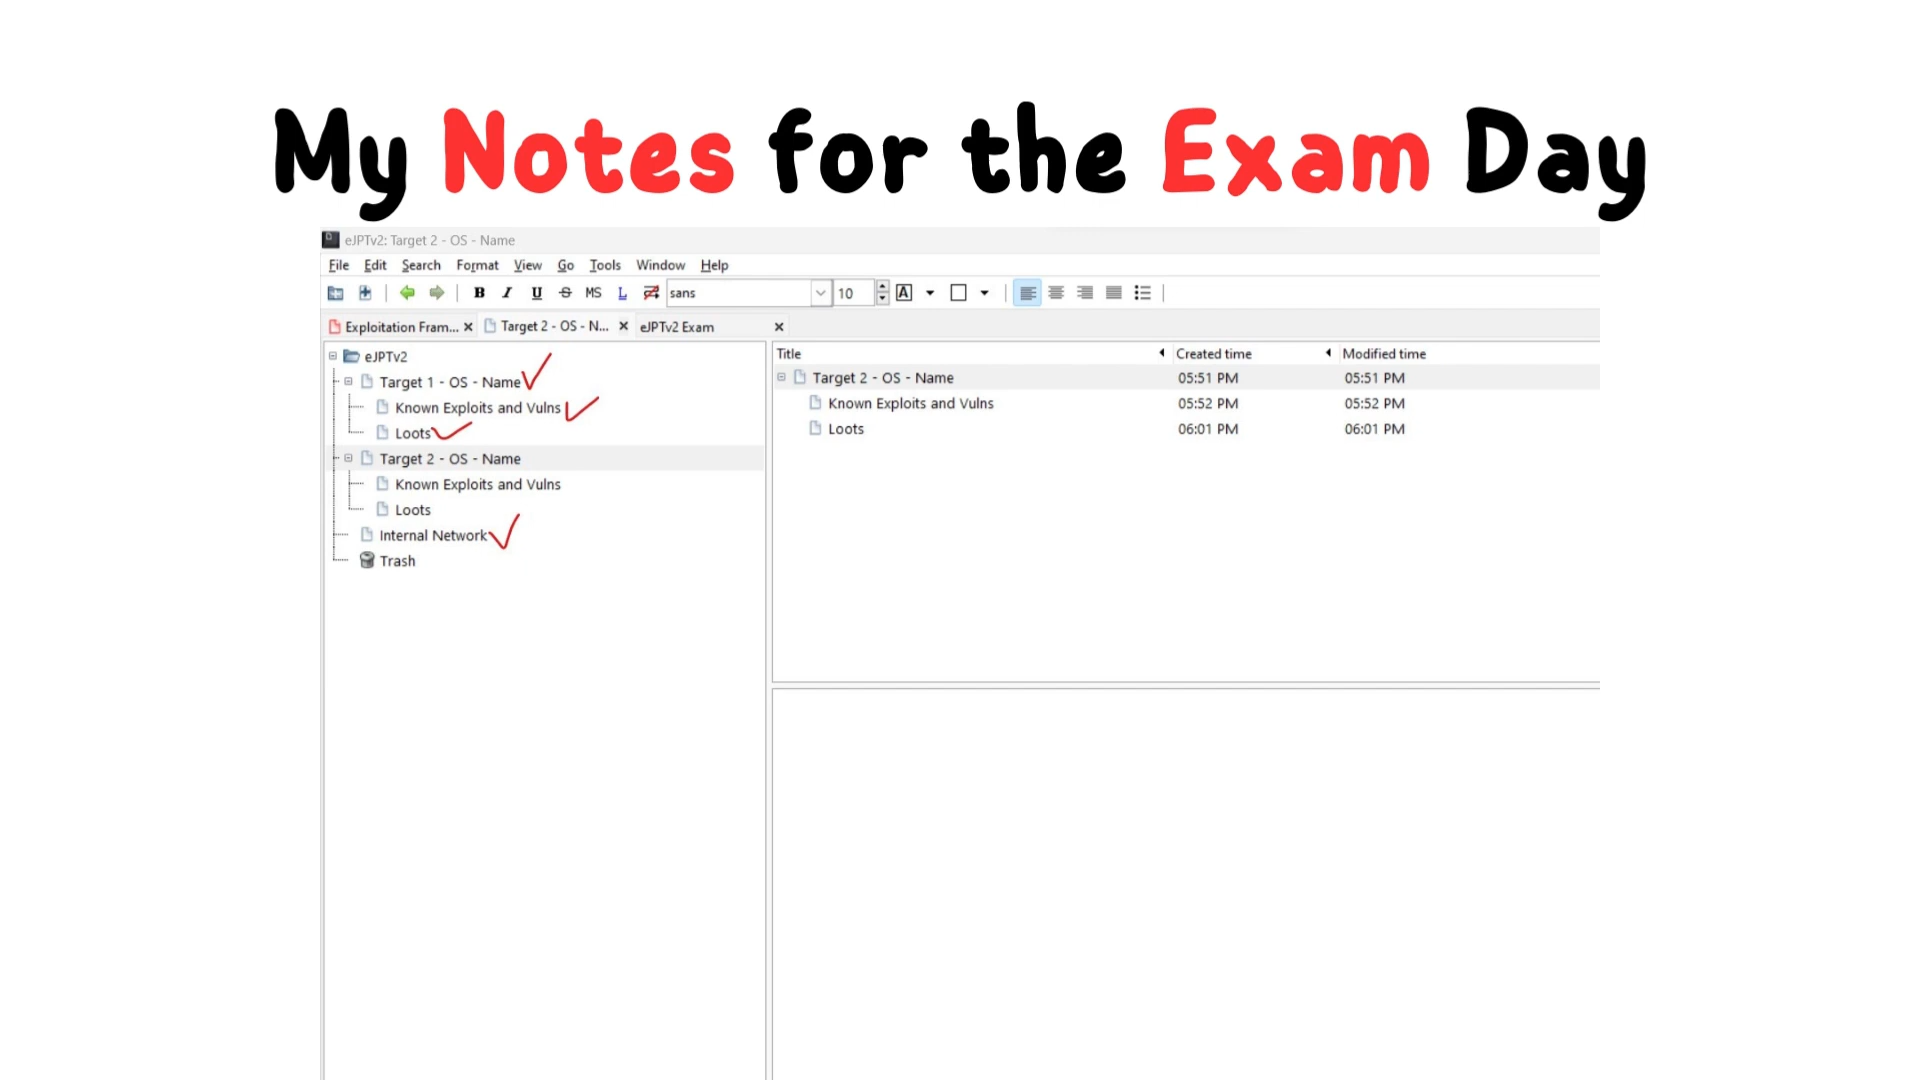 My Notes for the Exam Day
eJPTv2: Target 2 - OS - Name
File Edit Search Format View Go Tools Window Help
B I U S MS L sans 10 A
Exploitation Fram... Target 2 - OS - N... eJPTv2 Exam
eJPTv2
Target 1 - OS - Name
Known Exploits and Vulns
Loots
Target 2 - OS - Name
Known Exploits and Vulns
Loots
Internal Network
Trash
Title Created time Modified time
Target 2 - OS - Name 05:51 PM 05:51 PM
Known Exploits and Vulns 05:52 PM 05:52 PM
Loots 06:01 PM 06:01 PM